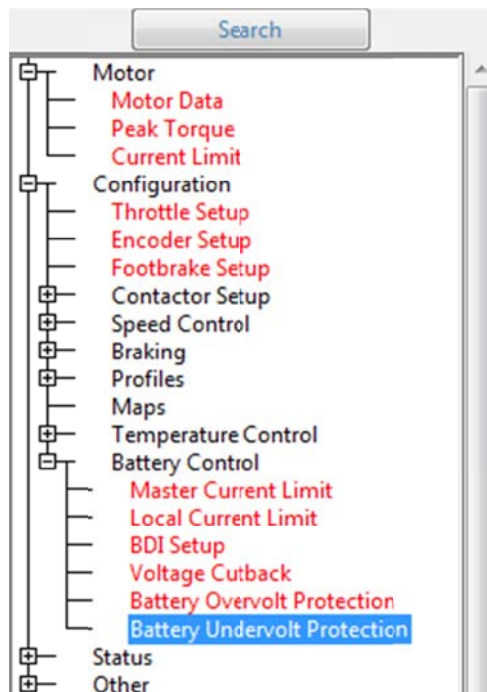 Search
Motor
Motor Data
Peak Torque
Current Limit
Configuration
Throttle Setup
Encoder Setup
Footbrake Setup
Contactor Setup
Speed Control
Braking
Profiles
Maps
Temperature Control
Battery Control
Master Current Limit
Local Current Limit
BDI Setup
Voltage Cutback
Battery Overvolt Protection
Battery Undervolt Protection
Status
Other